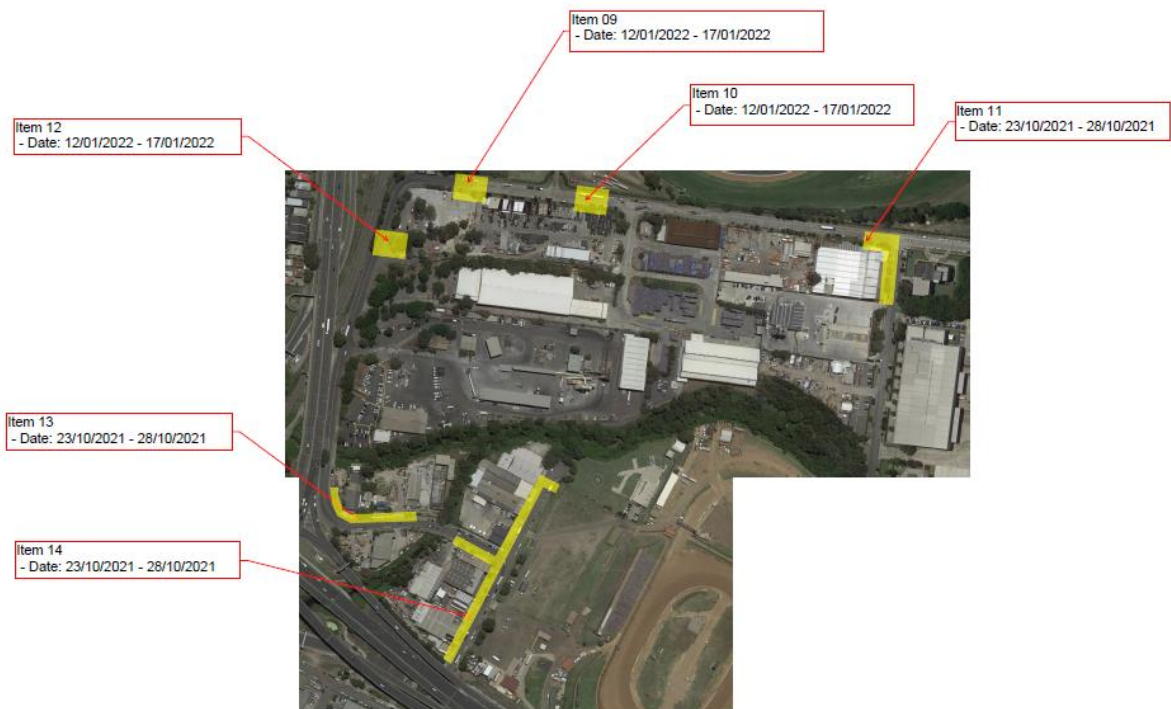 Item 09
- Date: 12/01/2022 - 17/01/2022
Item 10
- Date: 12/01/2022 - 17/01/2022
Item 11
- Date: 23/10/2021 - 28/10/2021
Item 12
- Date: 12/01/2022 - 17/01/2022
Item 13
- Date: 23/10/2021 - 28/10/2021
Item 14
- Date: 23/10/2021 - 28/10/2021